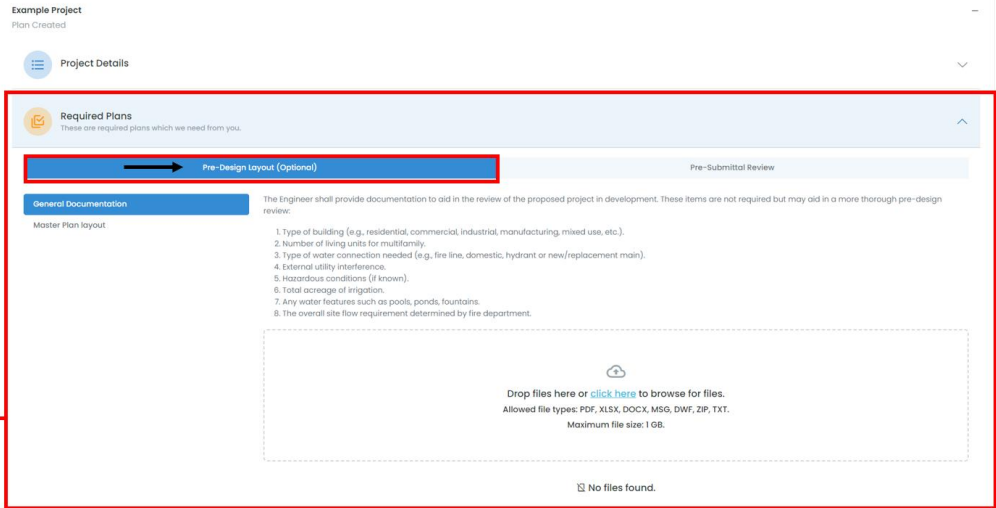 Example Project
Plan Created
Project Details
Required Plans
These are required plans which we need from you.
Pre-Design Layout (Optional)
Pre-Submittal Review
General Documentation
Master Plan layout
The Engineer shall provide documentation to aid in the review of the proposed project in development. These items are not required but may aid in a more thorough pre-design
review:
1. Type of building (e.g., residential, commercial, industrial, manufacturing, mixed use, etc.).
2. Number of living units for multifamily.
3. Type of water connection needed (e.g., fire line, domestic, hydrant or new/replacement main).
4. External utility interference.
5. Hazardous conditions (if known).
6. Total acreage of irrigation.
7. Any water features such as pools, ponds, fountains.
8. The overall site flow requirement determined by fire department.
Drop files here or click here to browse for files.
Allowed file types: PDF, XLSX, DOCX, MSG, DWF, ZIP, TXT.
Maximum file size: 1 GB.
No files found.